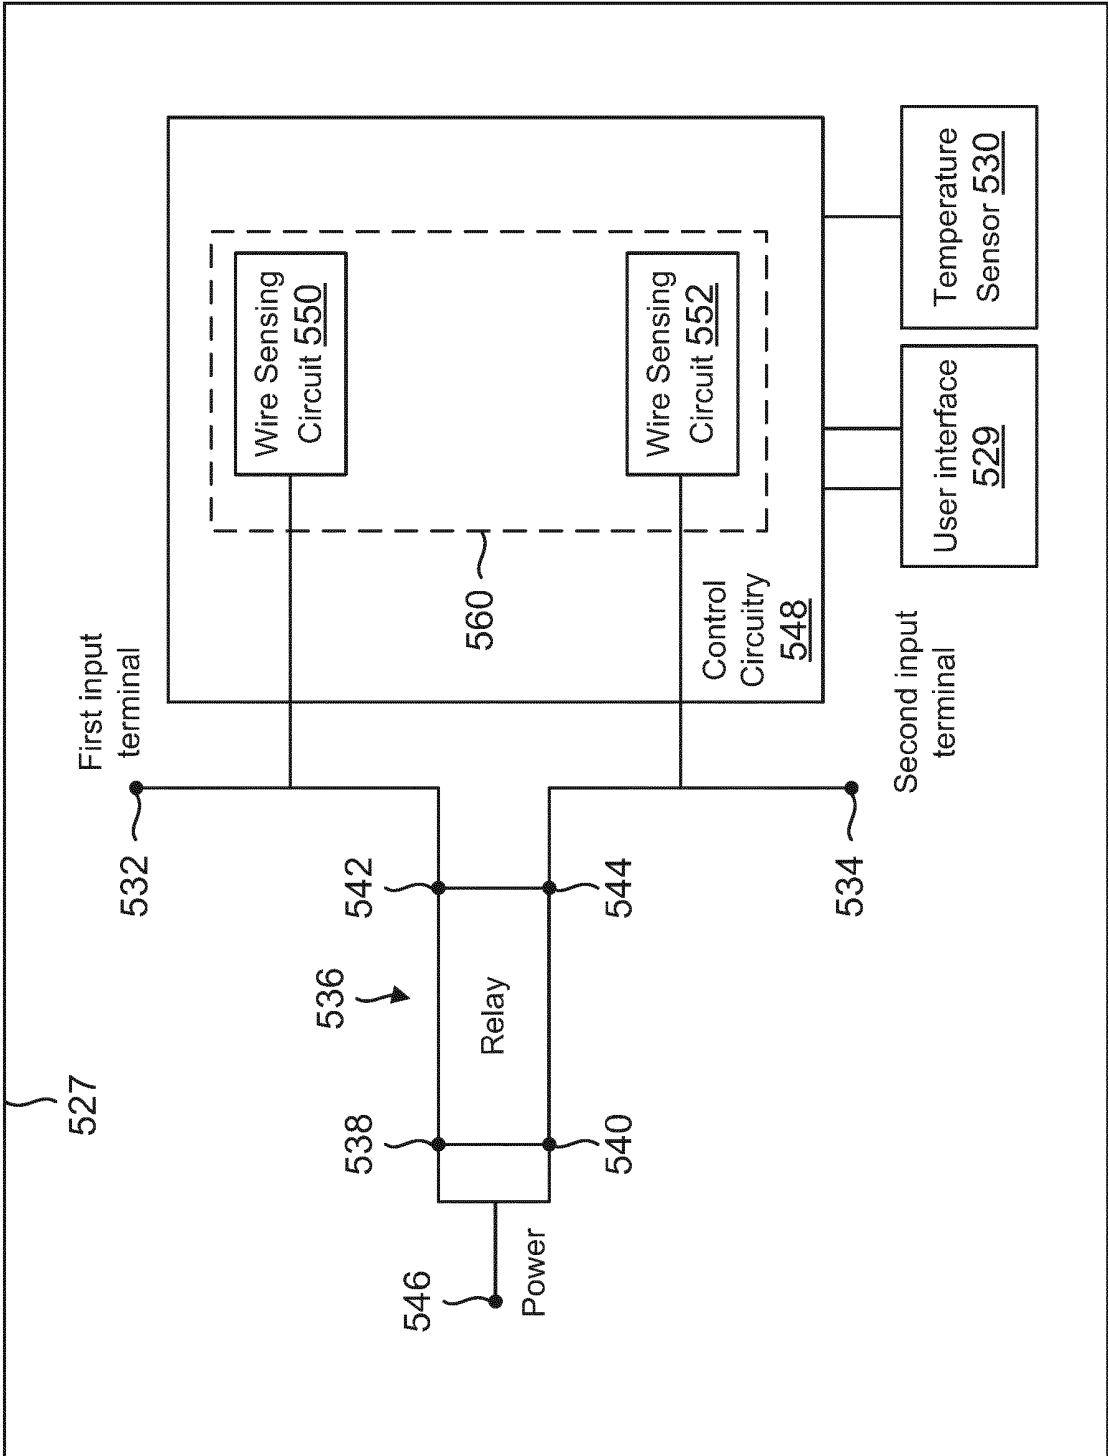 527
546
Power
538
540
536
Relay
542
544
532
First input
terminal
534
Second input
terminal
560
Control
Circuitry
548
Wire Sensing
Circuit 550
Wire Sensing
Circuit 552
User interface
529
Temperature
Sensor 530